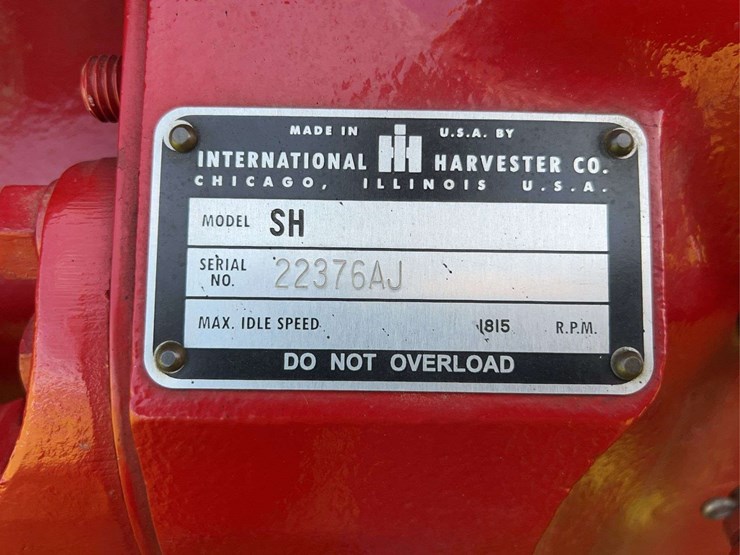 MADE IN IH U.S.A. BY
INTERNATIONAL HARVESTER CO.
CHICAGO, ILLINOIS U.S.A.
MODEL SH
SERIAL NO. 22376AJ
MAX. IDLE SPEED 1815 R.P.M.
DO NOT OVERLOAD